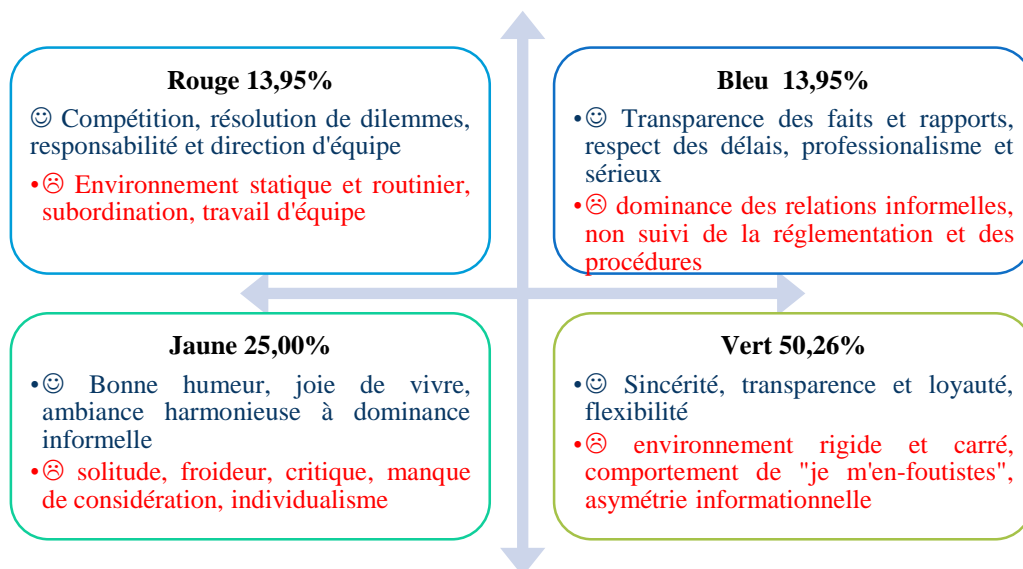 Rouge 13,95%
☺ Compétition, résolution de dilemmes,
responsabilité et direction d'équipe
•☹ Environnement statique et routinier,
subordination, travail d'équipe
Bleu 13,95%
•☺ Transparence des faits et rapports,
respect des délais, professionalisme et
sérieux
•☹ dominance des relations informelles,
non suivi de la réglementation et des
procédures
Jaune 25,00%
•☺ Bonne humeur, joie de vivre,
ambiance harmonieuse à dominance
informelle
•☹ solitude, froideur, critique, manque
de considération, individualisme
Vert 50,26%
•☺ Sincérité, transparence et loyauté,
flexibilité
•☹ environnement rigide et carré,
comportement de "je m'en-foutistes",
asymétrie informationnelle